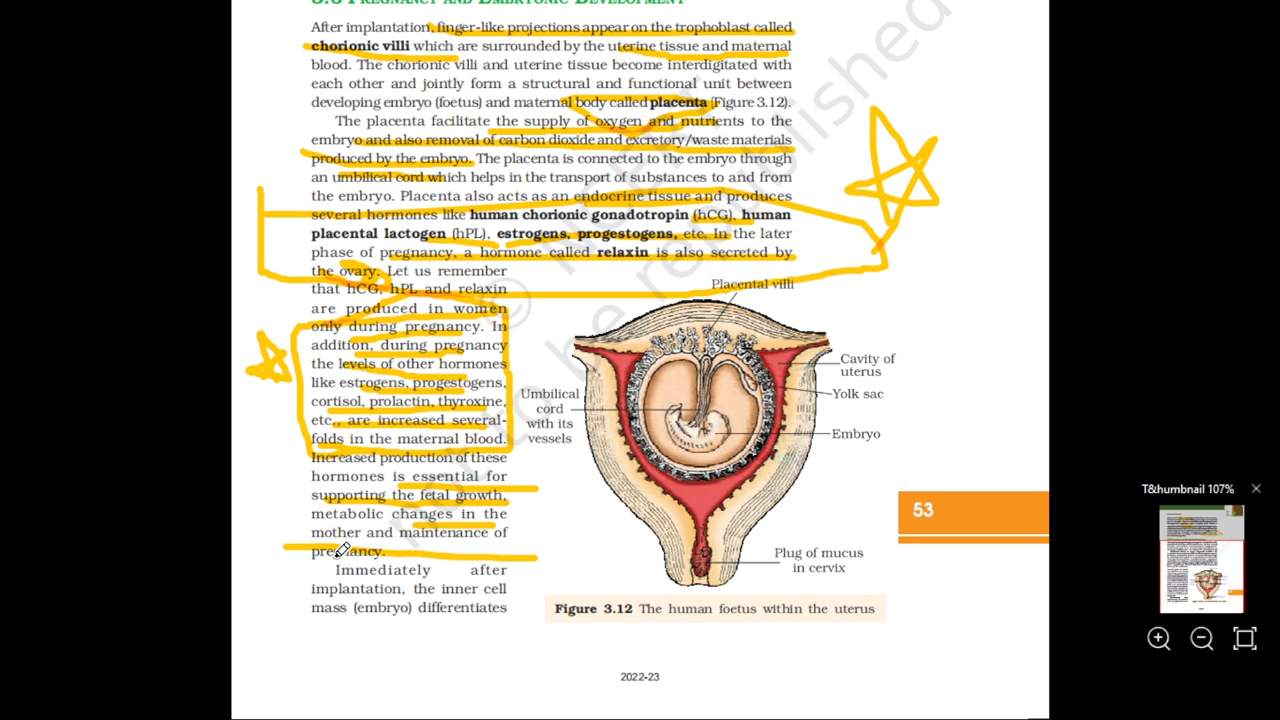 3.6 PREGNANCY AND EMBRYONIC DEVELOPMENT
After implantation, finger-like projections appear on the trophoblast called
chorionic villi which are surrounded by the uterine tissue and maternal
blood. The chorionic villi and uterine tissue become interdigitated with
each other and jointly form a structural and functional unit between
developing embryo (foetus) and maternal body called placenta (Figure 3.12).
The placenta facilitate the supply of oxygen and nutrients to the
embryo and also removal of carbon dioxide and excretory/waste materials
produced by the embryo. The placenta is connected to the embryo through
an umbilical cord which helps in the transport of substances to and from
the embryo. Placenta also acts as an endocrine tissue and produces
several hormones like human chorionic gonadotropin (hCG), human
placental lactogen (hPL), estrogens, progestogens, etc. In the later
phase of pregnancy, a hormone called relaxin is also secreted by
the ovary. Let us remember
that hCG, hPL and relaxin
are produced in women
only during pregnancy. In
addition, during pregnancy
the levels of other hormones
like estrogens, progestogens,
cortisol, prolactin, thyroxine,
etc., are increased several-
folds in the maternal blood.
Increased production of these
hormones is essential for
supporting the fetal growth,
metabolic changes in the
mother and maintenance of
pregnancy.
Immediately after
implantation, the inner cell
mass (embryo) differentiates
Placental villi
Cavity of
uterus
Yolk sac
Embryo
Umbilical
cord
with its
vessels
Plug of mucus
in cervix
Figure 3.12 The human foetus within the uterus
53
2022-23
T&humbnail 107%
not to be republished